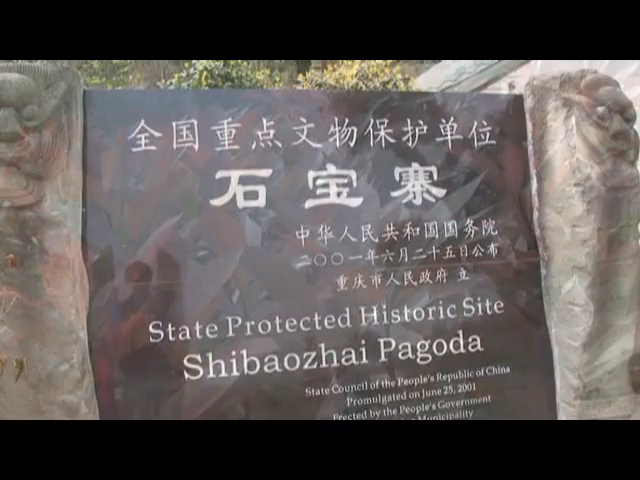 全国重点文物保护单位
石宝寨
中华人民共和国国务院
二〇〇一年六月二十五日公布
重庆市人民政府 立
State Protected Historic Site
Shibaozhai Pagoda
State Council of the People's Republic of China
Promulgated on June 25, 2001
Erected by the People's Government
Municipality